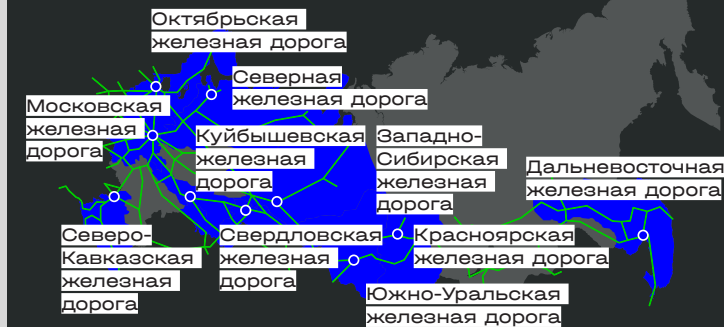 Октябрьская
железная дорога
Северная
железная дорога
Московская
железная
дорога
Куйбышевская
железная
дорога
Западно-
Сибирская
железная
дорога
Дальневосточная
железная дорога
Северо-
Кавказская
железная
дорога
Свердловская
железная
дорога
Красноярская
железная дорога
Южно-Уральская
железная дорога